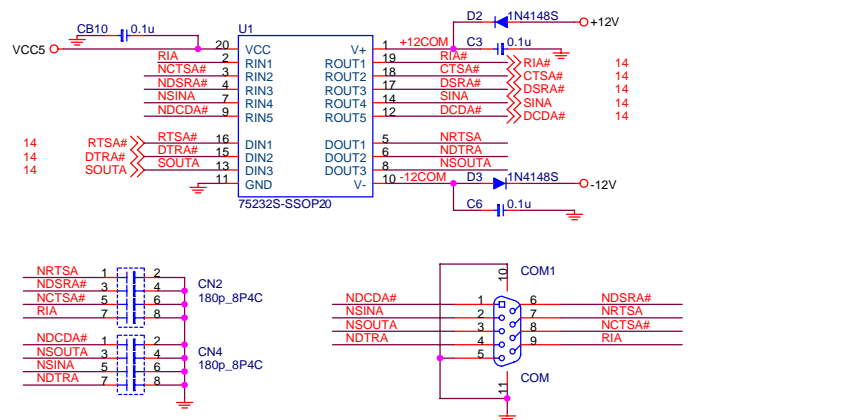 D2 1N4148S
+12V
CB10 0.1u
VCC5
U1
+12COM
C3 0.1u
20 VCC V+ 1
RIA 2 RIN1 ROUT1 19 RIA# RIA# 14
NCTSA# 3 RIN2 ROUT2 18 CTSA# CTSA# 14
NDSRA# 4 RIN3 ROUT3 17 DSRA# DSRA# 14
NSINA 7 RIN4 ROUT4 14 SINA SINA 14
NDCDA# 9 RIN5 ROUT5 12 DCDA# DCDA# 14
14 RTSA# RTSA# 16 DIN1 DOUT1 5 NRTSA
14 DTRA# DTRA# 15 DIN2 DOUT2 6 NDTRA
14 SOUTA SOUTA 13 DIN3 DOUT3 8 NSOUTA
11 GND V- 10 -12COM D3 1N4148S
-12V
75232S-SSOP20
C6 0.1u
NRTSA 1 2
NDSRA# 3 4
NCTSA# 5 6
RIA 7 8
CN2
180p_8P4C
NDCDA# 1 2
NSOUTA 3 4
NSINA 5 6
NDTRA 7 8
CN4
180p_8P4C
COM1
10
NDCDA# 1 6 NDSRA#
NSINA 2 7 NRTSA
NSOUTA 3 8 NCTSA#
NDTRA 4 9 RIA
5
COM
11